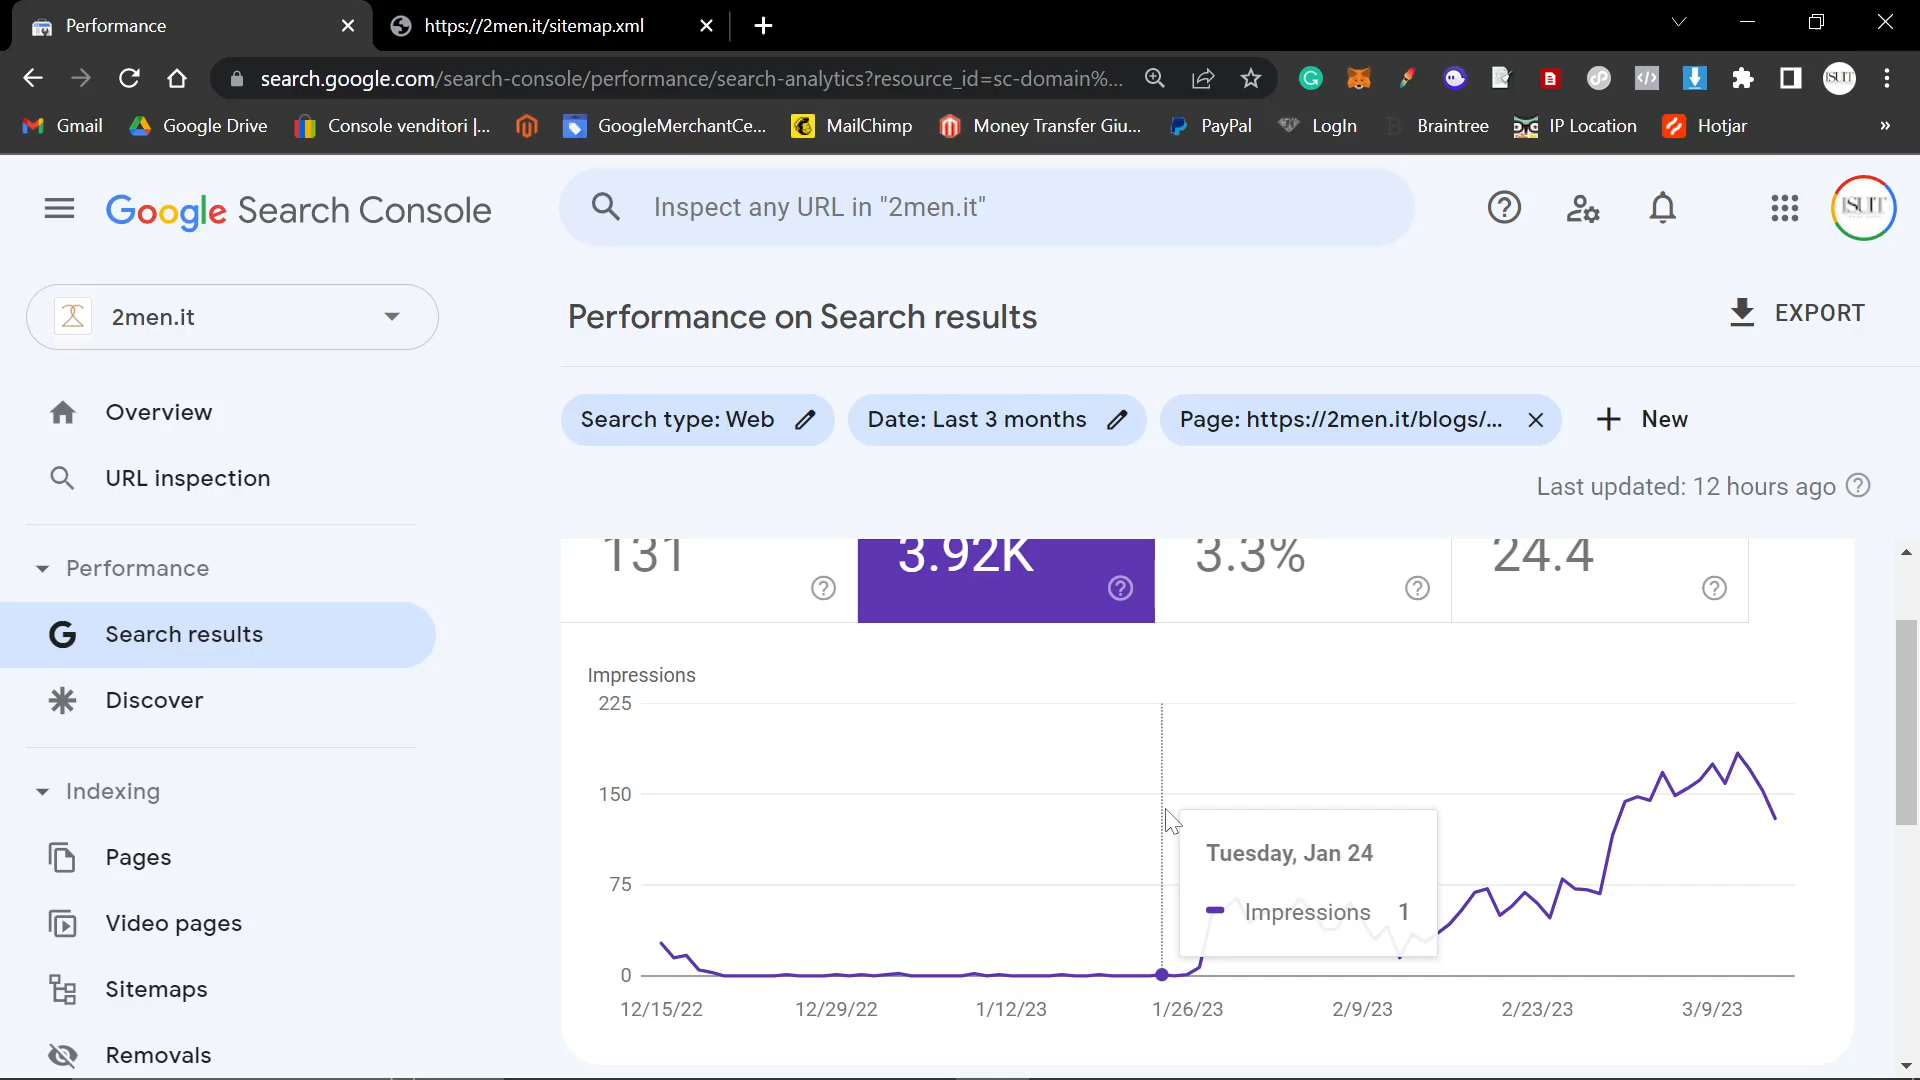 Performance
https://2men.it/sitemap.xml
search.google.com/search-console/performance/search-analytics?resource_id=sc-domain%...
ISUIT
Gmail
Google Drive
Console venditori |...
GoogleMerchantCe...
MailChimp
Money Transfer Giu...
PayPal
LogIn
Braintree
IP Location
Hotjar
»
Google Search Console
Inspect any URL in "2men.it"
ISUIT
2men.it
Performance on Search results
EXPORT
Overview
Search type: Web
Date: Last 3 months
Page: https://2men.it/blogs/...
New
URL inspection
Last updated: 12 hours ago
Performance
131
3.92K
3.3%
24.4
Search results
Discover
Impressions
225
150
75
0
Tuesday, Jan 24
Impressions 1
12/15/22
12/29/22
1/12/23
1/26/23
2/9/23
2/23/23
3/9/23
Indexing
Pages
Video pages
Sitemaps
Removals